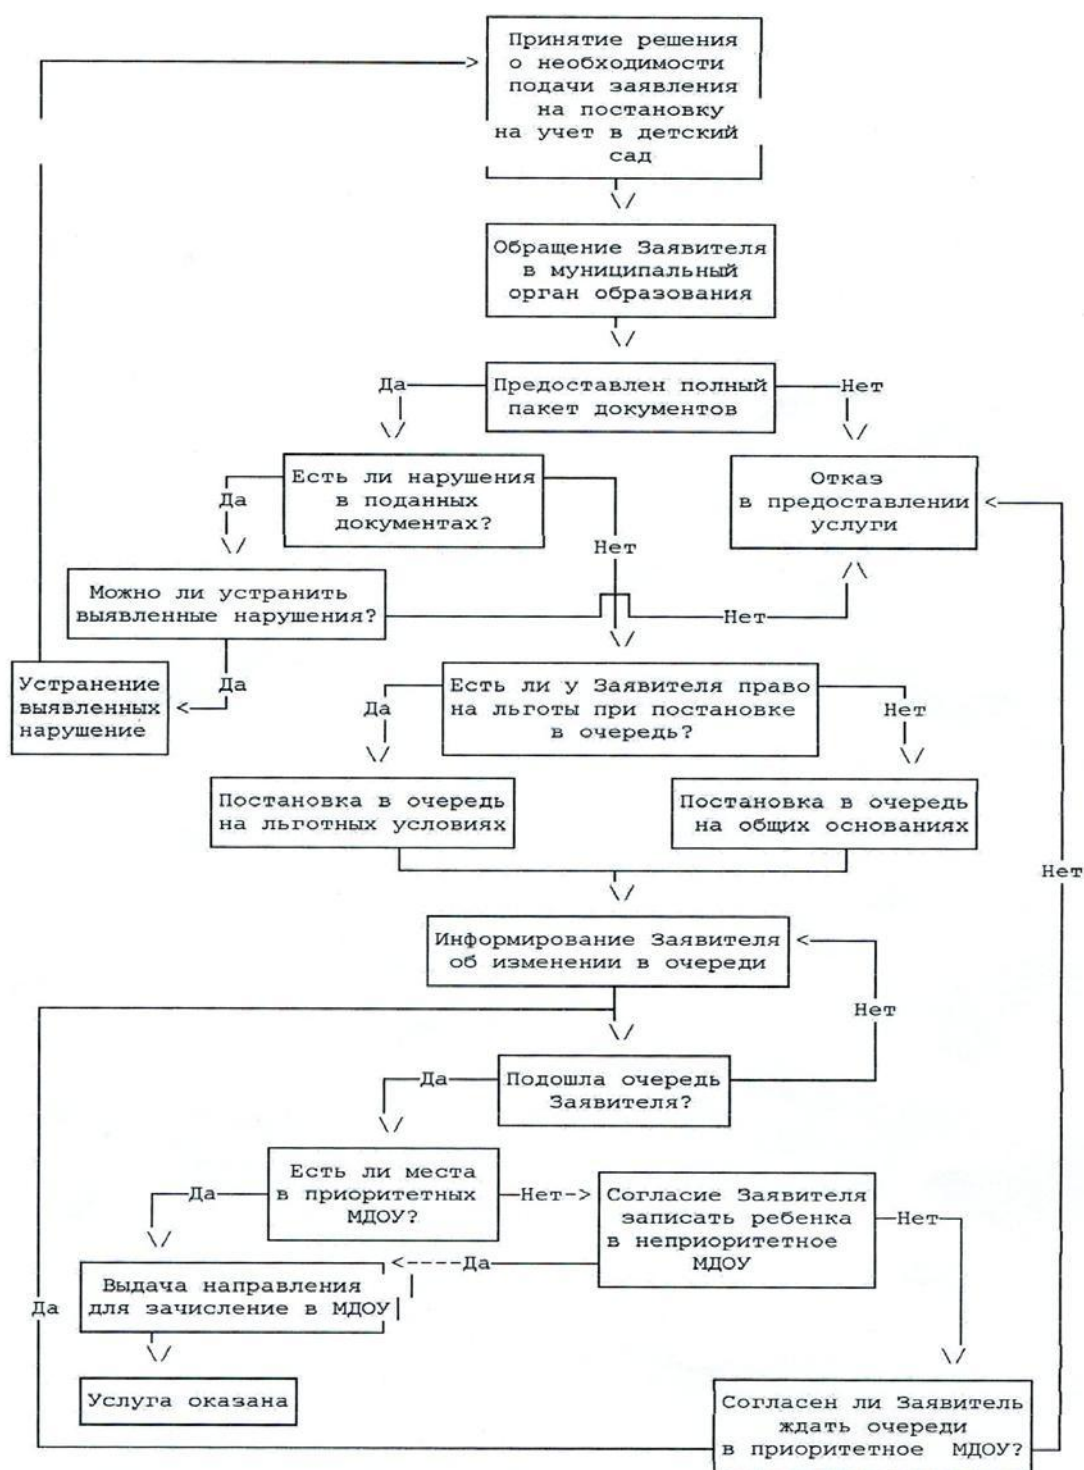 Принятие решения
о необходимости
подачи заявления
на постановку
на учет в детский
сад
Обращение Заявителя
в муниципальный
орган образования
Да
Предоставлен полный
пакет документов
Нет
Есть ли нарушения
в поданных
документах?
Да
Нет
Отказ
в предоставлении
услуги
Можно ли устранить
выявленные нарушения?
Нет
Да
Устранение
выявленных
нарушение
Есть ли у Заявителя право
на льготы при постановке
в очередь?
Да
Нет
Постановка в очередь
на льготных условиях
Постановка в очередь
на общих основаниях
Нет
Информирование Заявителя
об изменении в очереди
Нет
Да
Подошла очередь
Заявителя?
Есть ли места
в приоритетных
МДОУ?
Да
Нет->
Согласие Заявителя
записать ребенка
в неприоритетное
МДОУ
Нет
<----Да
Выдача направления
для зачисление в МДОУ
Да
Услуга оказана
Согласен ли Заявитель
ждать очереди
в приоритетное МДОУ?